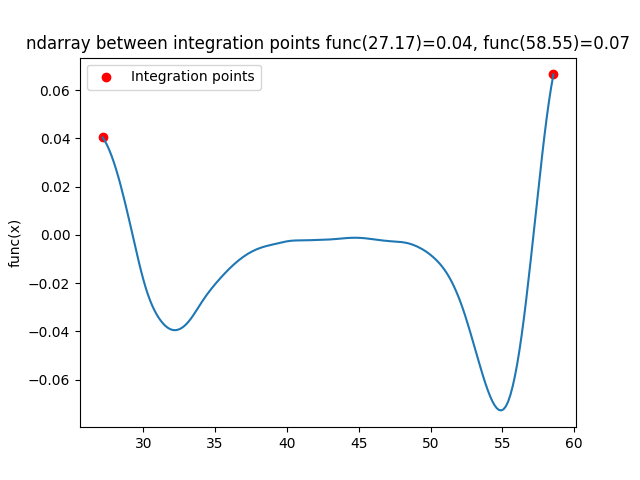 ndarray between integration points func(27.17)=0.04, func(58.55)=0.07
Integration points
func(x)
0.06
0.04
0.02
0.00
−0.02
−0.04
−0.06
30 35 40 45 50 55 60